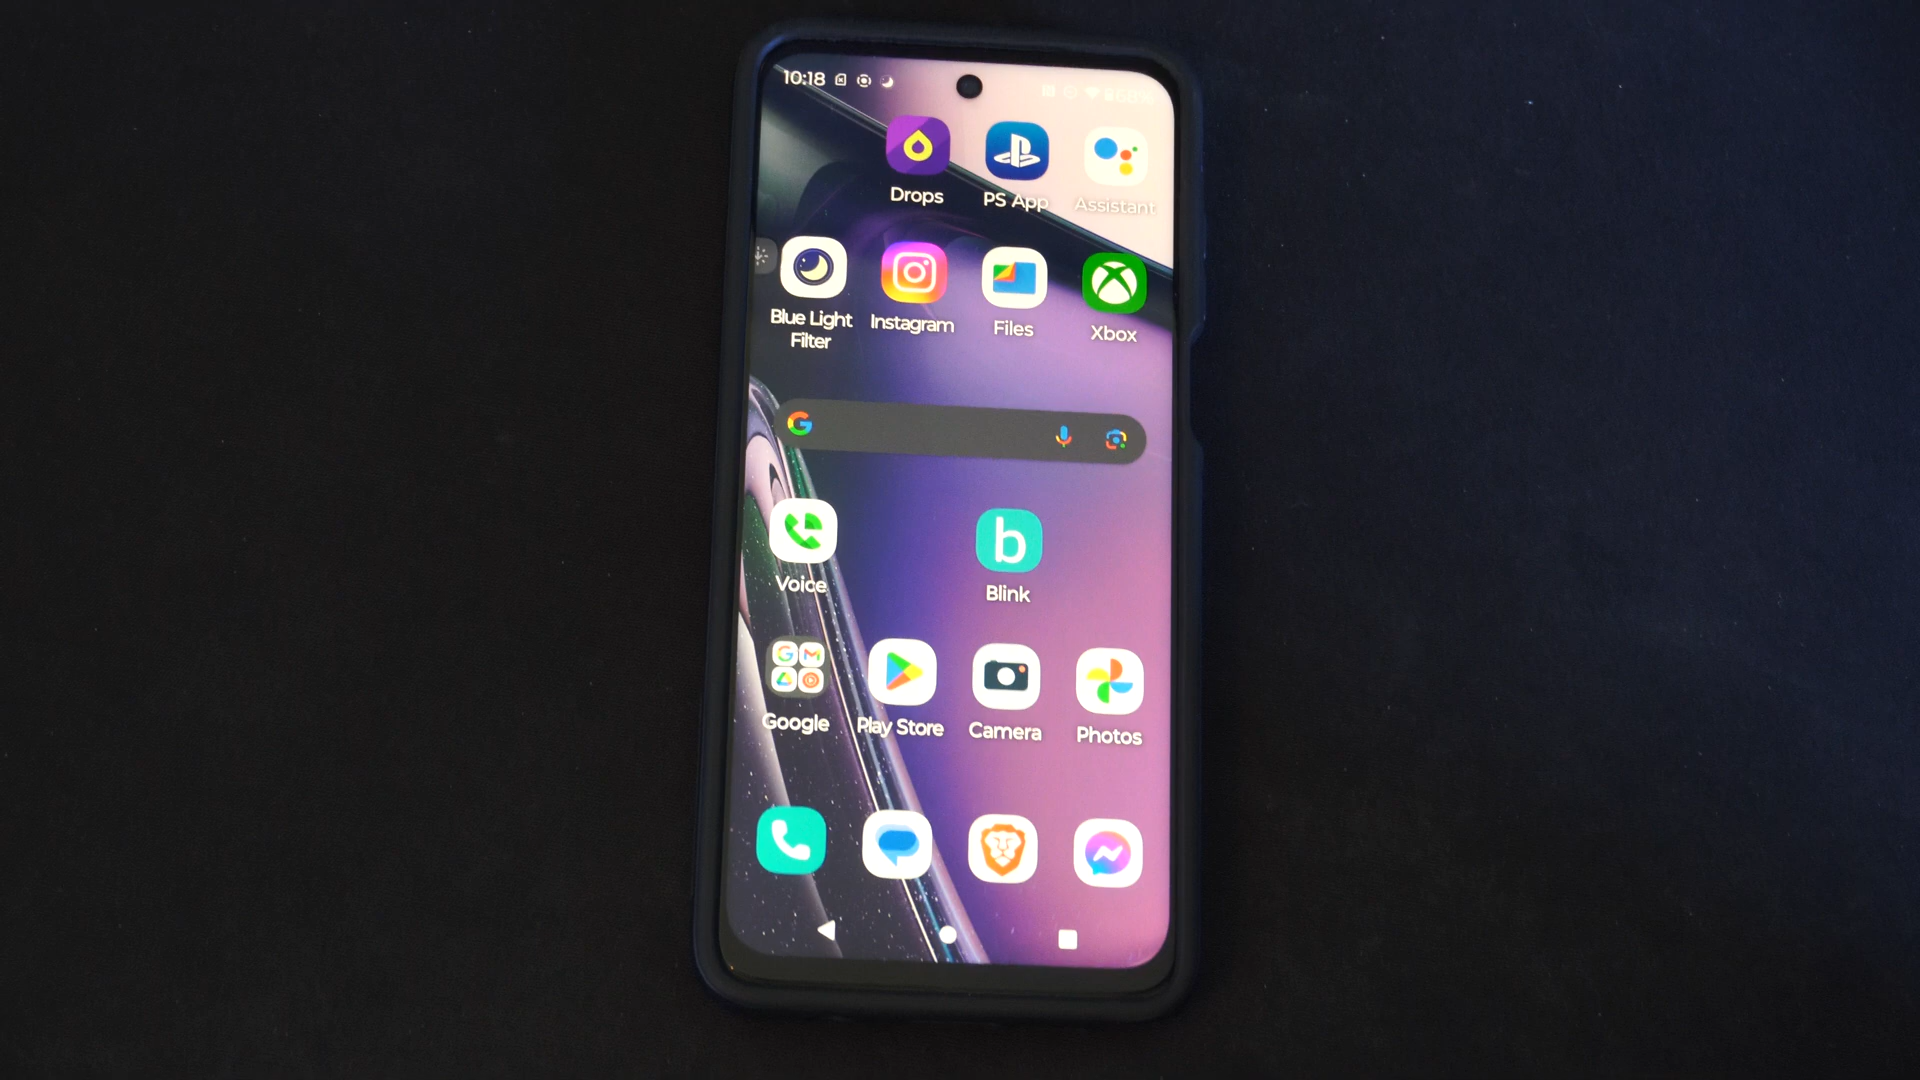 10:18
68%
Drops
PS App
Assistant
Blue Light
Filter
Instagram
Files
Xbox
Voice
b
Blink
Google
Play Store
Camera
Photos